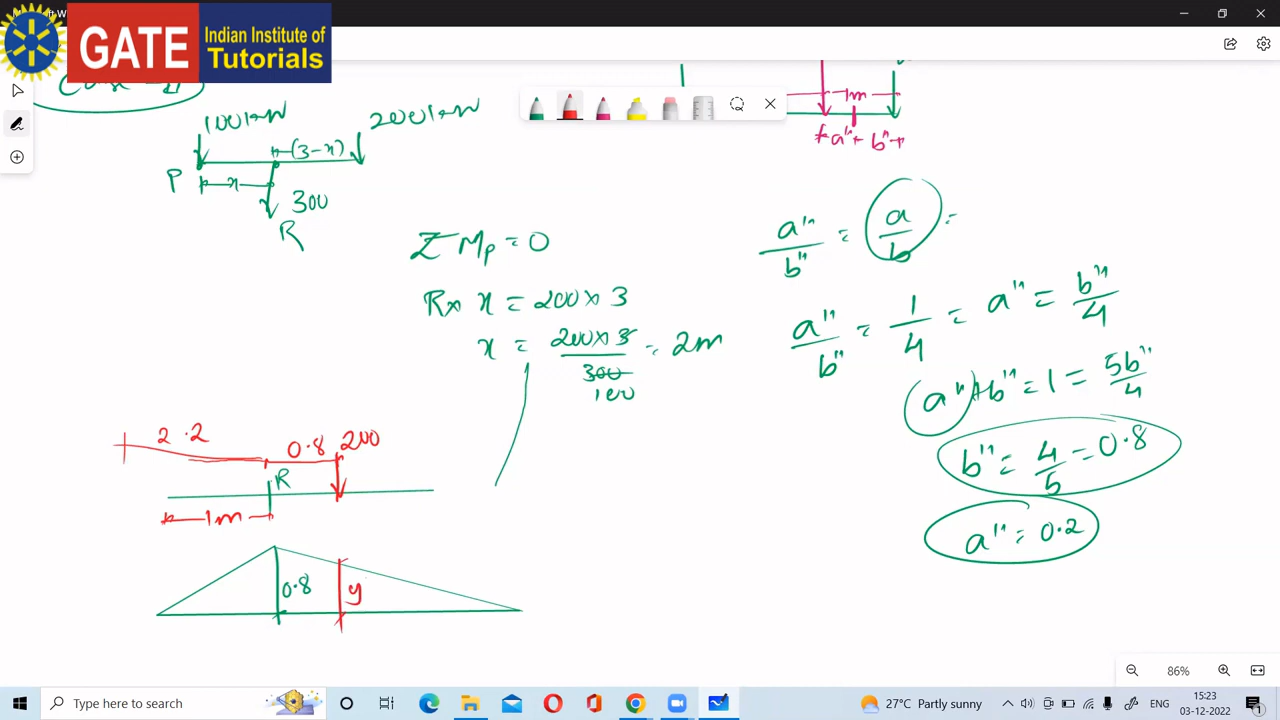 GATE
Indian Institute of
Tutorials
100kN
200kN
(3-x)
P
x
300
R
ΣMp = 0
Rx x = 200 × 3
x = 200 × 3 / 300 = 2m
100
1m
a" b"
a"/b" = a/b =
a"/b" = 1/4 = a" = b"/4
a" + b" = 1 = 5b"/4
b" = 4/5 = 0.8
a" = 0.2
2.2
0.8
200
R
1m
0.8
y
86%
Type here to search
27°C Partly sunny
15:23
03-12-2022
1